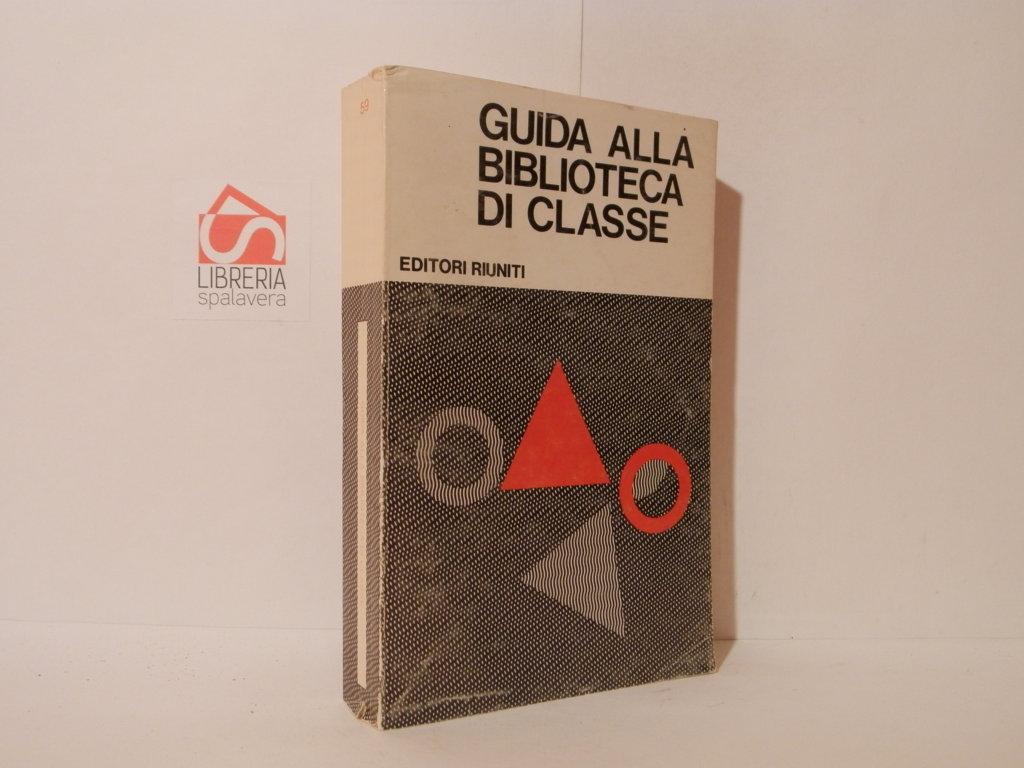 59
GUIDA ALLA
BIBLIOTECA
DI CLASSE
EDITORI RIUNITI
LIBRERIA
spalavera